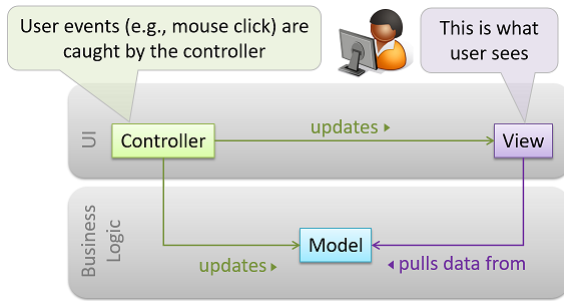 User events (e.g., mouse click) are
caught by the controller
This is what
user sees
UI
Controller
updates ▸
View
Business
Logic
Model
updates ▸
◂ pulls data from